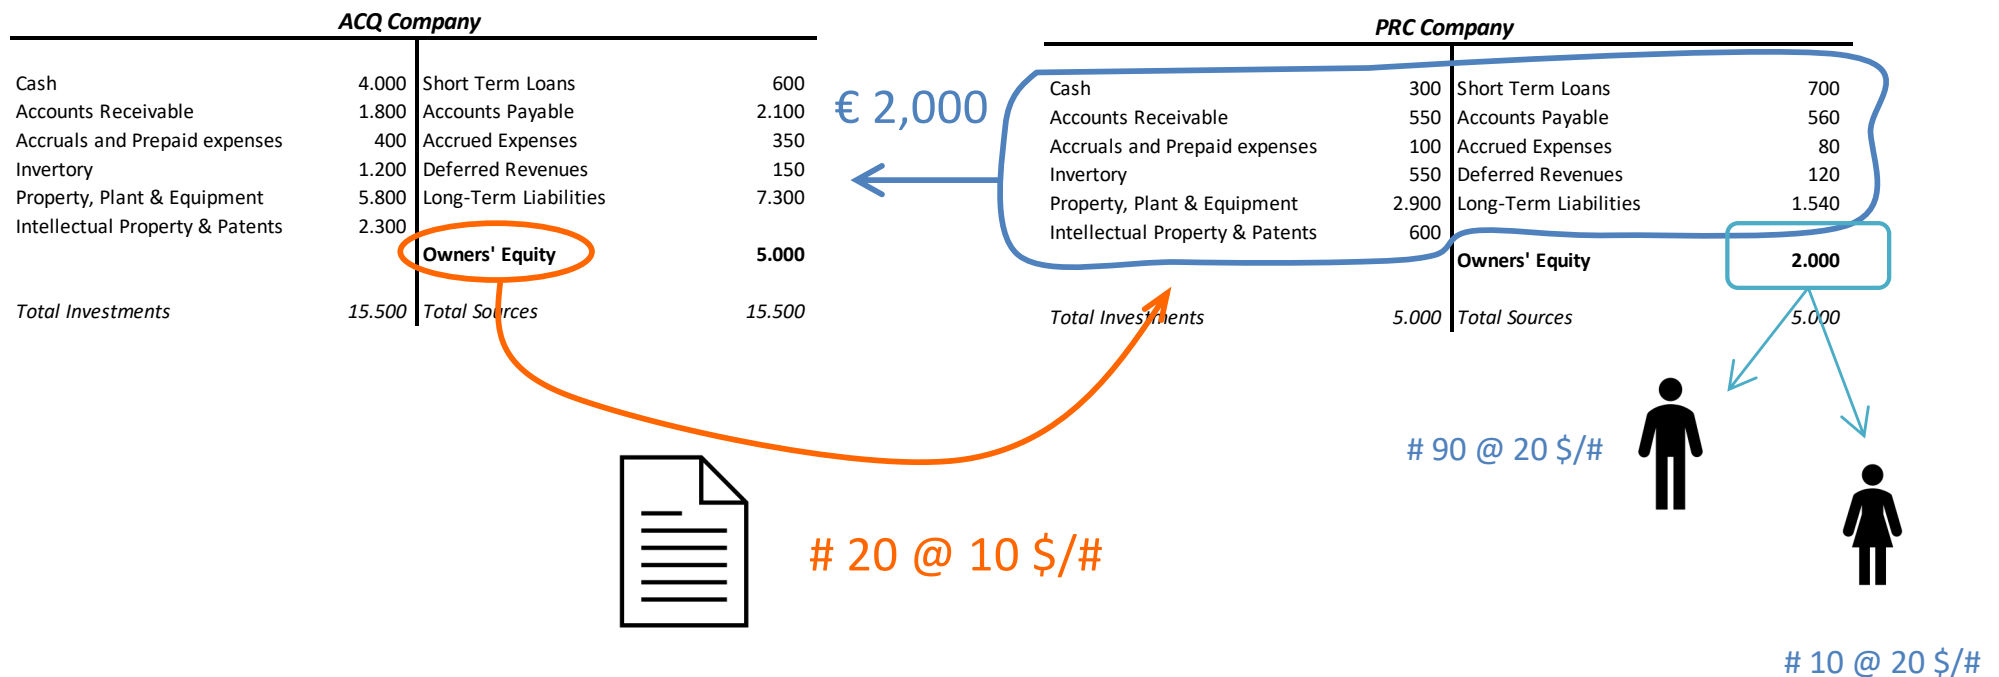 ACQ Company
Cash 4.000 Short Term Loans 600
Accounts Receivable 1.800 Accounts Payable 2.100
Accruals and Prepaid expenses 400 Accrued Expenses 350
Invertory 1.200 Deferred Revenues 150
Property, Plant & Equipment 5.800 Long-Term Liabilities 7.300
Intellectual Property & Patents 2.300
Owners' Equity 5.000
Total Investments 15.500 Total Sources 15.500
€ 2,000
PRC Company
Cash 300 Short Term Loans 700
Accounts Receivable 550 Accounts Payable 560
Accruals and Prepaid expenses 100 Accrued Expenses 80
Invertory 550 Deferred Revenues 120
Property, Plant & Equipment 2.900 Long-Term Liabilities 1.540
Intellectual Property & Patents 600
Owners' Equity 2.000
Total Investments 5.000 Total Sources 5.000
# 90 @ 20 $/#
# 20 @ 10 $/#
# 10 @ 20 $/#